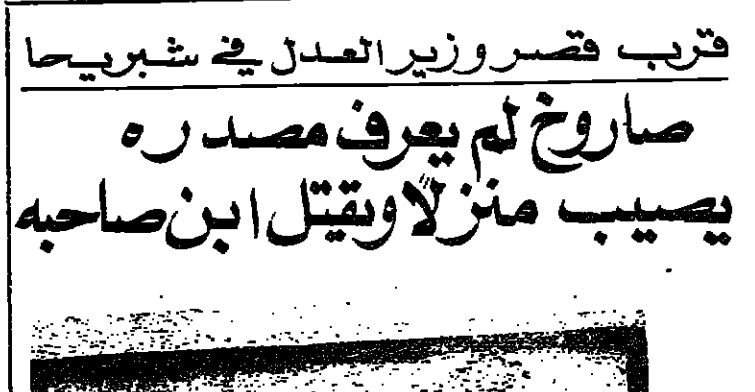 قرب قصر وزير العدل في شبريحا
صاروخ لم يعرف مصدره
يصيب منزلا ويقتل ابن صاحبه